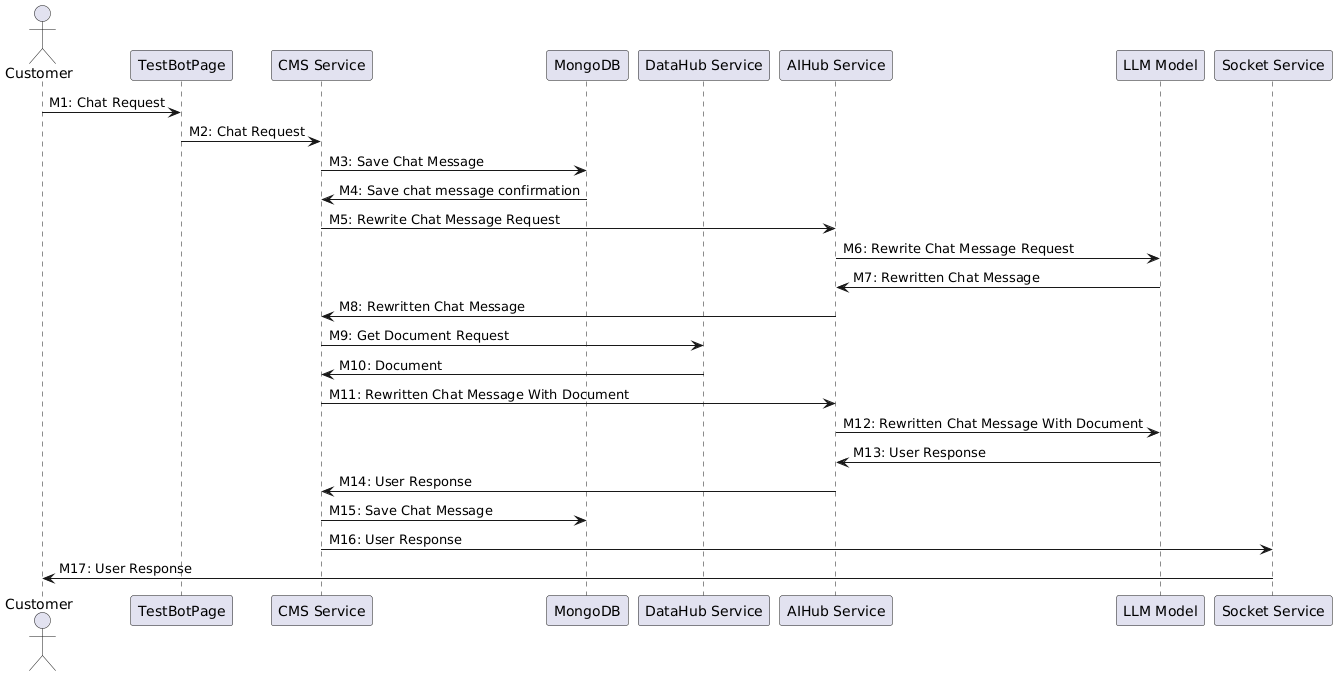 Customer
TestBotPage
CMS Service
MongoDB
DataHub Service
AIHub Service
LLM Model
Socket Service
M1: Chat Request
M2: Chat Request
M3: Save Chat Message
M4: Save chat message confirmation
M5: Rewrite Chat Message Request
M6: Rewrite Chat Message Request
M7: Rewritten Chat Message
M8: Rewritten Chat Message
M9: Get Document Request
M10: Document
M11: Rewritten Chat Message With Document
M12: Rewritten Chat Message With Document
M13: User Response
M14: User Response
M15: Save Chat Message
M16: User Response
M17: User Response
Customer
TestBotPage
CMS Service
MongoDB
DataHub Service
AIHub Service
LLM Model
Socket Service